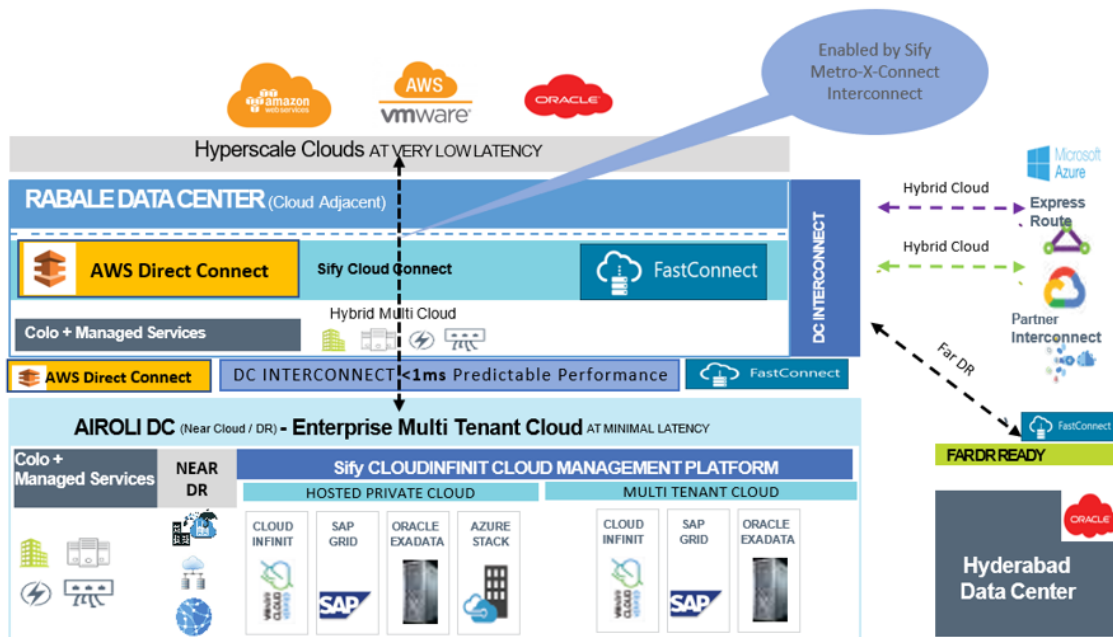 Enabled by Sify
Metro-X-Connect
Interconnect
amazon
webservices
AWS
vmware
ORACLE
Hyperscale Clouds AT VERY LOW LATENCY
RABALE DATA CENTER (Cloud Adjacent)
AWS Direct Connect
Sify Cloud Connect
FastConnect
Hybrid Multi Cloud
Colo + Managed Services
DC INTERCONNECT
Hybrid Cloud
Hybrid Cloud
Microsoft
Azure
Express
Route
Partner
Interconnect
Far DR
AWS Direct Connect
DC INTERCONNECT <1ms Predictable Performance
FastConnect
AIROLI DC (Near Cloud / DR) - Enterprise Multi Tenant Cloud AT MINIMAL LATENCY
Colo +
Managed Services
NEAR
DR
Sify CLOUDINFINIT CLOUD MANAGEMENT PLATFORM
HOSTED PRIVATE CLOUD
MULTI TENANT CLOUD
CLOUD
INFINIT
SAP
GRID
ORACLE
EXADATA
AZURE
STACK
CLOUD
INFINIT
SAP
GRID
ORACLE
EXADATA
SAP
SAP
FastConnect
FAR DR READY
ORACLE
Hyderabad
Data Center